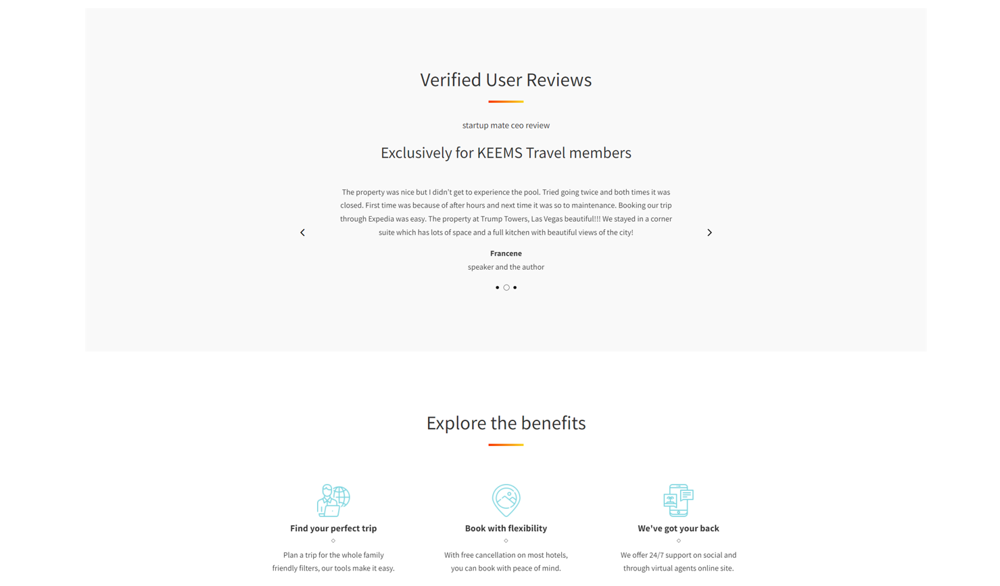 Verified User Reviews
startup mate ceo review
Exclusively for KEEMS Travel members
The property was nice but I didn't get to experience the pool. Tried going twice and both times it was
closed. First time was because of after hours and next time it was so to maintenance. Booking our trip
through Expedia was easy. The property at Trump Towers, Las Vegas beautiful!!! We stayed in a corner
suite which has lots of space and a full kitchen with beautiful views of the city!
Francene
speaker and the author
Explore the benefits
Find your perfect trip
Plan a trip for the whole family
friendly filters, our tools make it easy.
Book with flexibility
With free cancellation on most hotels,
you can book with peace of mind.
We've got your back
We offer 24/7 support on social and
through virtual agents online site.